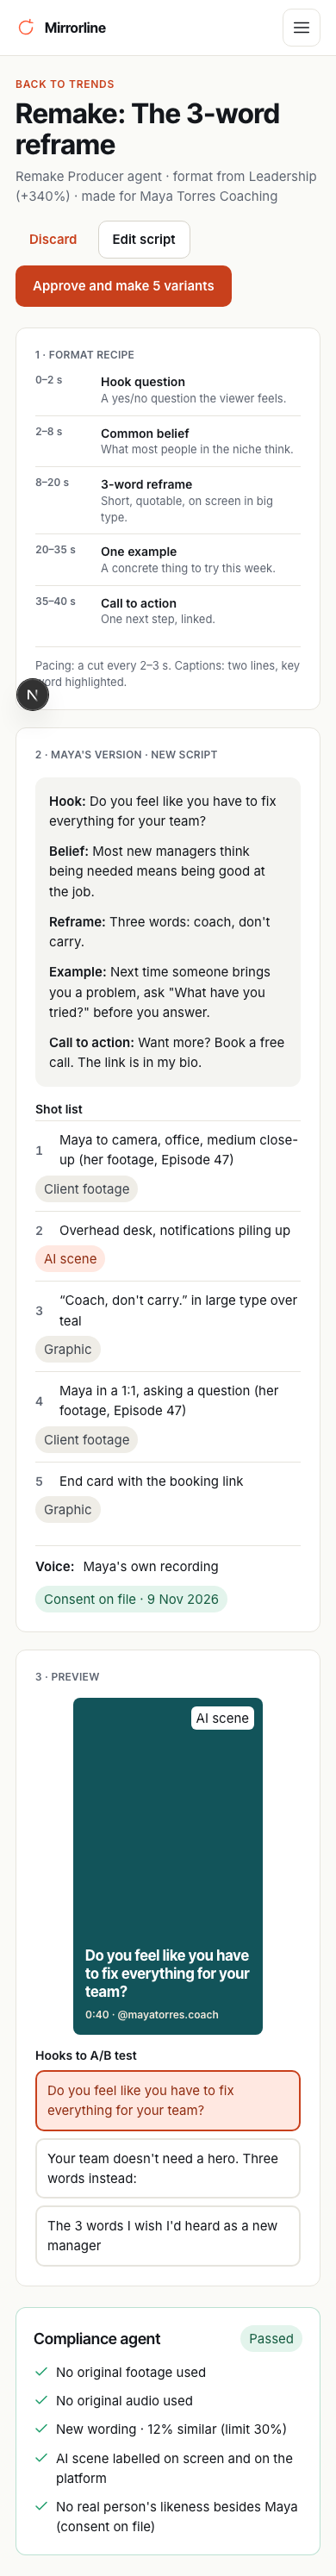 Mirrorline
BACK TO TRENDS
Remake: The 3-word
reframe
Remake Producer agent · format from Leadership
(+340%) · made for Maya Torres Coaching
Discard
Edit script
Approve and make 5 variants
1 · FORMAT RECIPE
0–2 s
Hook question
A yes/no question the viewer feels.
2–8 s
Common belief
What most people in the niche think.
8–20 s
3-word reframe
Short, quotable, on screen in big
type.
20–35 s
One example
A concrete thing to try this week.
35–40 s
Call to action
One next step, linked.
Pacing: a cut every 2–3 s. Captions: two lines, key
highlighted.
N
2 · MAYA'S VERSION · NEW SCRIPT
Hook: Do you feel like you have to fix
everything for your team?
Belief: Most new managers think
being needed means being good at
the job.
Reframe: Three words: coach, don't
carry.
Example: Next time someone brings
you a problem, ask "What have you
tried?" before you answer.
Call to action: Want more? Book a free
call. The link is in my bio.
Shot list
1
Maya to camera, office, medium close-
up (her footage, Episode 47)
Client footage
2
Overhead desk, notifications piling up
AI scene
3
“Coach, don't carry.” in large type over
teal
Graphic
4
Maya in a 1:1, asking a question (her
footage, Episode 47)
Client footage
5
End card with the booking link
Graphic
Voice: Maya's own recording
Consent on file · 9 Nov 2026
3 · PREVIEW
AI scene
Do you feel like you have
to fix everything for your
team?
0:40 · @mayatorres.coach
Hooks to A/B test
Do you feel like you have to fix
everything for your team?
Your team doesn't need a hero. Three
words instead:
The 3 words I wish I'd heard as a new
manager
Compliance agent
Passed
No original footage used
No original audio used
New wording · 12% similar (limit 30%)
AI scene labelled on screen and on the
platform
No real person's likeness besides Maya
(consent on file)